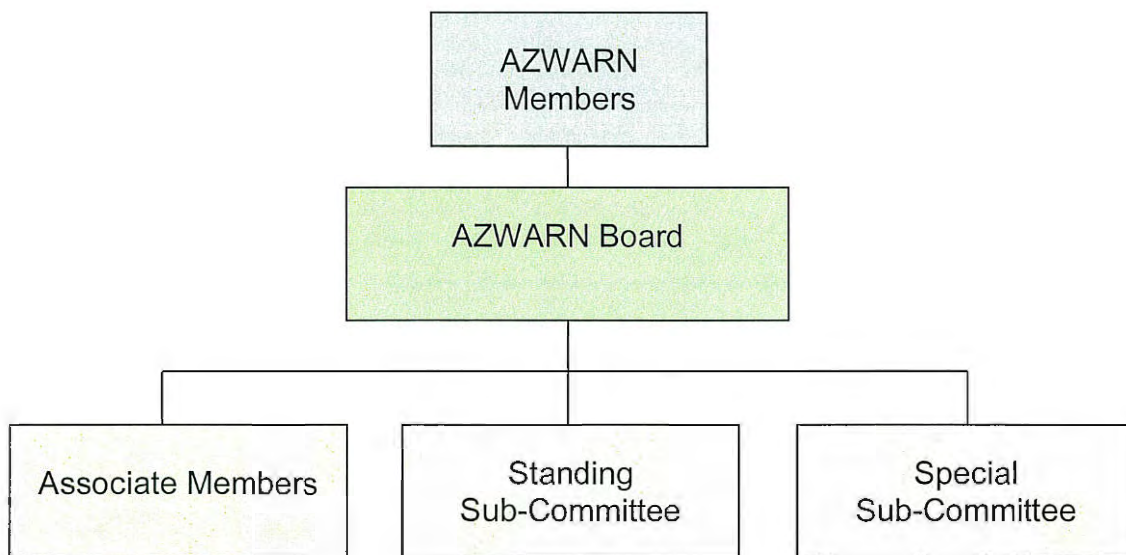 AZWARN
Members
AZWARN Board
Associate Members
Standing
Sub-Committee
Special
Sub-Committee